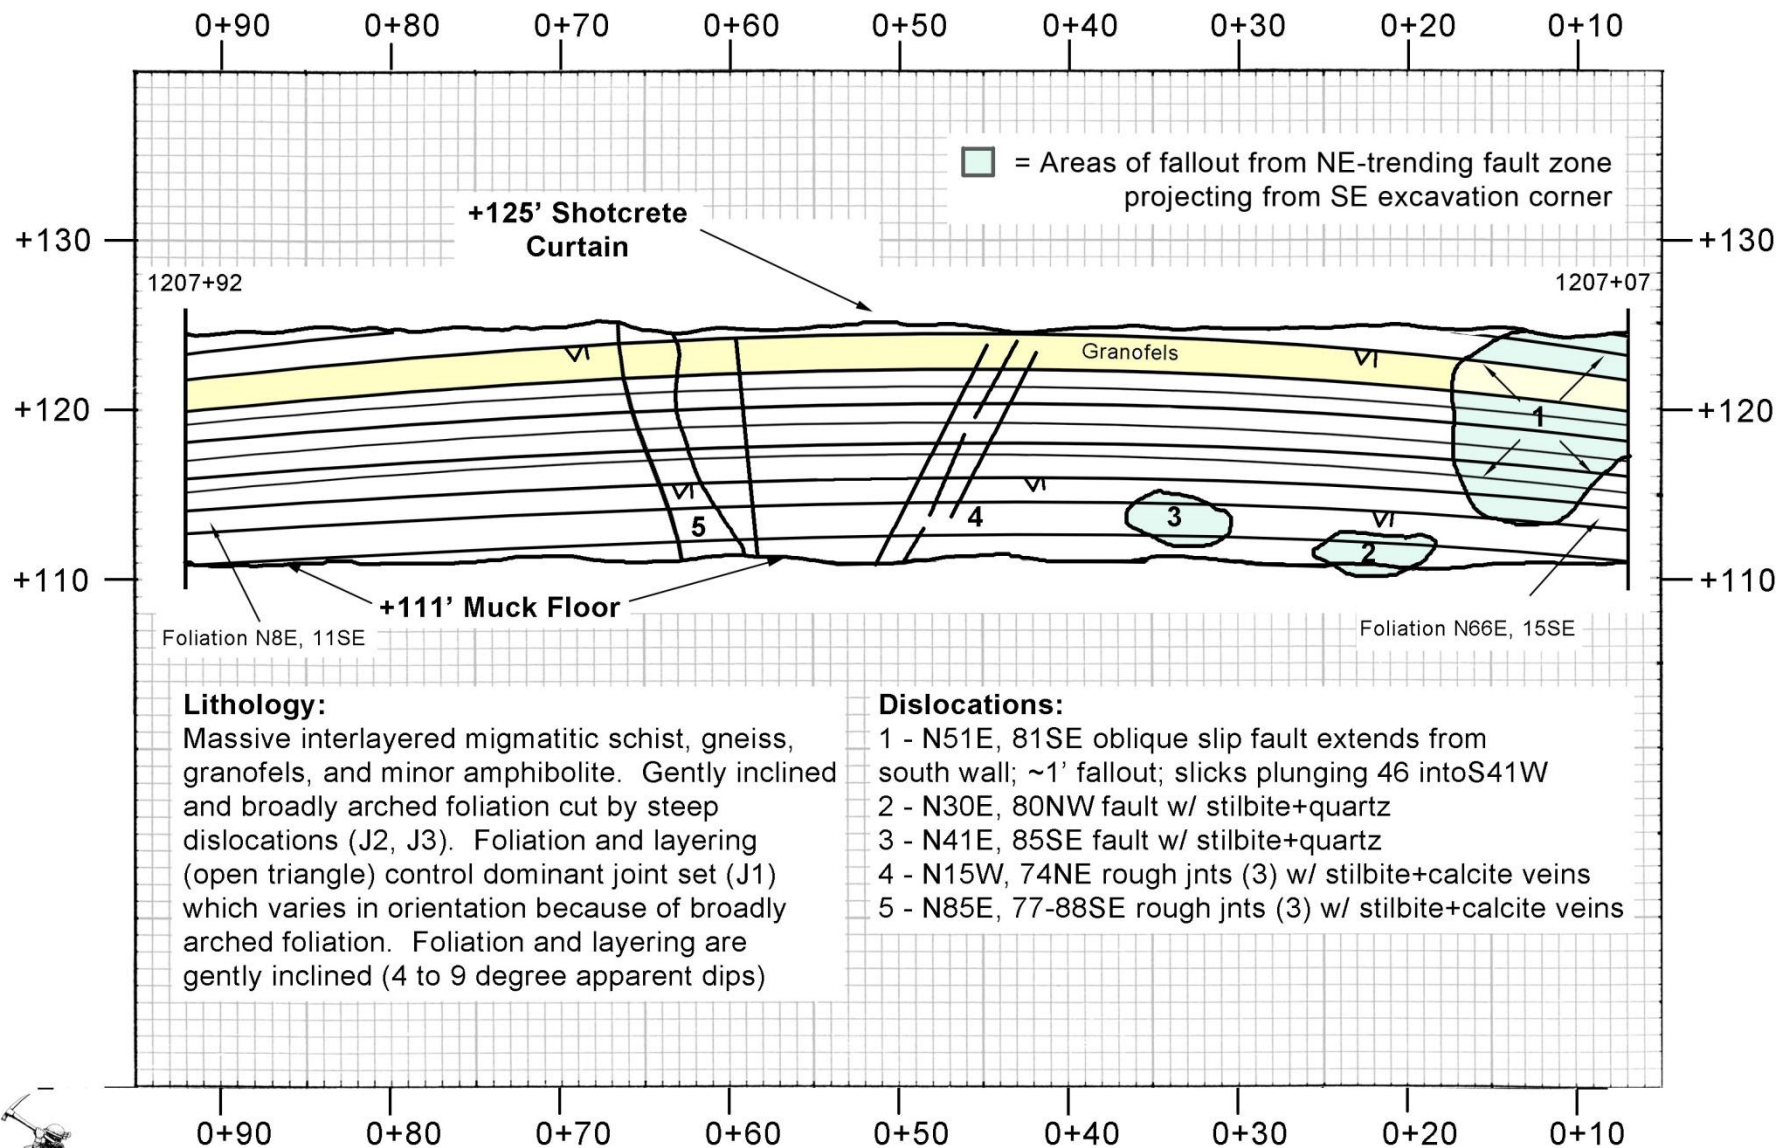 0+90 0+80 0+70 0+60 0+50 0+40 0+30 0+20 0+10
= Areas of fallout from NE-trending fault zone
projecting from SE excavation corner
+125’ Shotcrete
Curtain
+130 +130
1207+92 1207+07
VI Granofels VI
+120 1 +120
VI VI
5 4 3 VI
2
+110 +110
+111’ Muck Floor
Foliation N8E, 11SE Foliation N66E, 15SE
Lithology:
Massive interlayered migmatitic schist, gneiss,
granofels, and minor amphibolite. Gently inclined
and broadly arched foliation cut by steep
dislocations (J2, J3). Foliation and layering
(open triangle) control dominant joint set (J1)
which varies in orientation because of broadly
arched foliation. Foliation and layering are
gently inclined (4 to 9 degree apparent dips)
Dislocations:
1 - N51E, 81SE oblique slip fault extends from
south wall; ~1’ fallout; slicks plunging 46 intoS41W
2 - N30E, 80NW fault w/ stilbite+quartz
3 - N41E, 85SE fault w/ stilbite+quartz
4 - N15W, 74NE rough jnts (3) w/ stilbite+calcite veins
5 - N85E, 77-88SE rough jnts (3) w/ stilbite+calcite veins
0+90 0+80 0+70 0+60 0+50 0+40 0+30 0+20 0+10